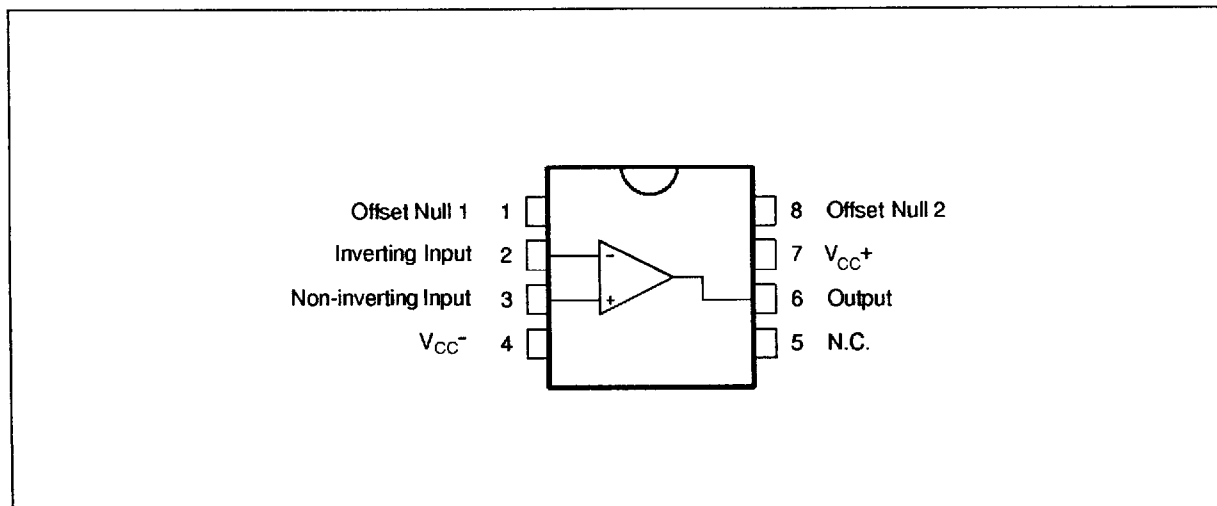 Offset Null 1 1
Inverting Input 2
Non-inverting Input 3
VCC- 4
-
+
8 Offset Null 2
7 VCC+
6 Output
5 N.C.